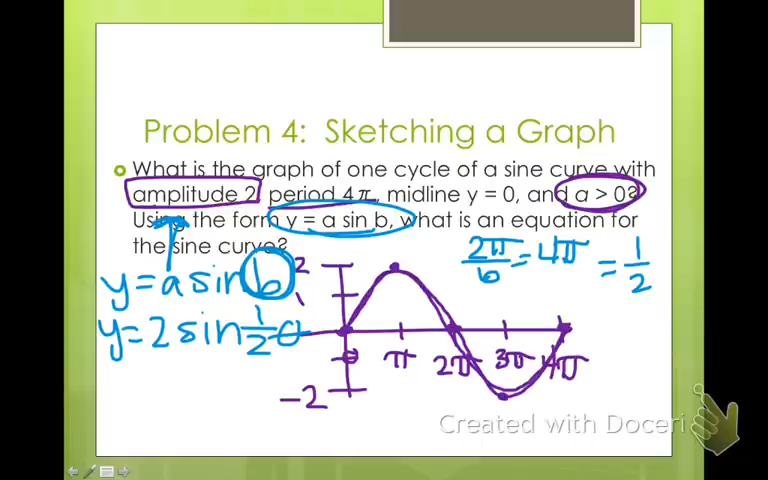 Problem 4: Sketching a Graph
What is the graph of one cycle of a sine curve with
amplitude 2, period 4π, midline y = 0, and a > 0?
Using the form y = a sin b, what is an equation for
the sine curve?
2π/b = 4π = 1/2
y = a sin b
y = 2 sin 1/2 θ
2
1
0 π 2π 3π 4π
-2
Created with Doceri